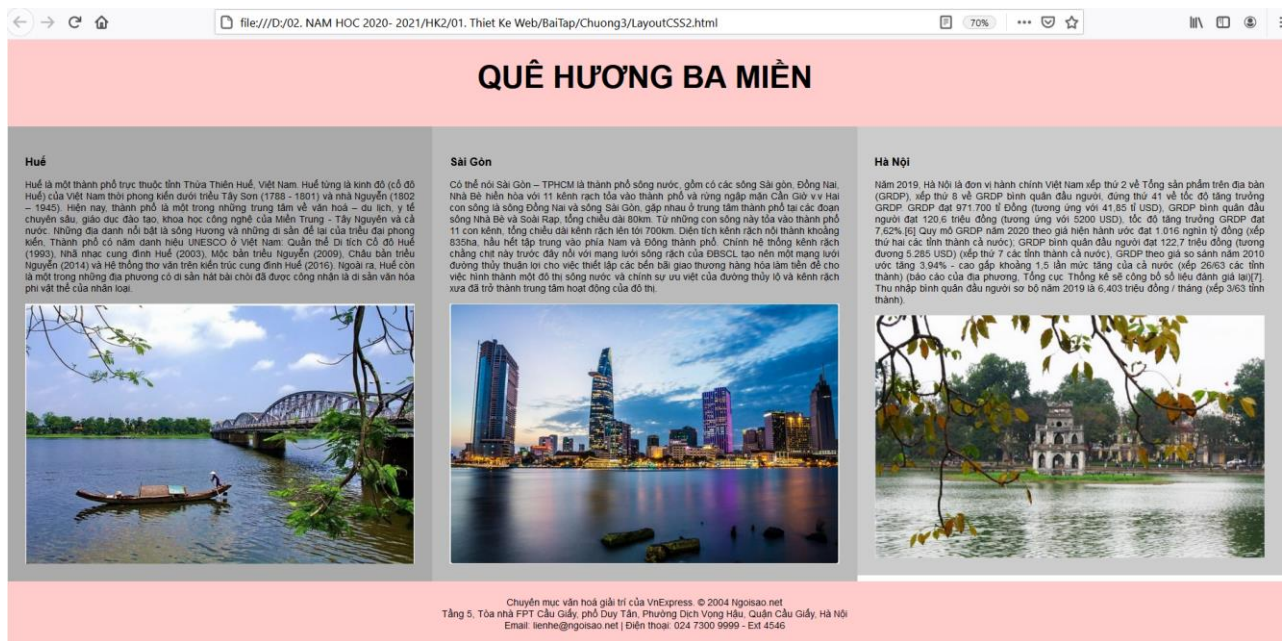 file:///D:/02. NAM HOC 2020- 2021/HK2/01. Thiet Ke Web/BaiTap/Chuong3/LayoutCSS2.html
70%
QUÊ HƯƠNG BA MIỀN
Huế
Huế là một thành phố trực thuộc tỉnh Thừa Thiên Huế, Việt Nam. Huế từng là kinh đô (cố đô
Huế) của Việt Nam thời phong kiến dưới triều Tây Sơn (1788 - 1801) và nhà Nguyễn (1802
– 1945). Hiện nay, thành phố là một trong những trung tâm về văn hoá – du lịch, y tế
chuyên sâu, giáo dục đào tạo, khoa học công nghệ của Miền Trung - Tây Nguyên và cả
nước. Những địa danh nổi bật là sông Hương và những di sản để lại của triều đại phong
kiến, Thành phố có năm danh hiệu UNESCO ở Việt Nam: Quần thể Di tích Cố đô Huế
(1993), Nhã nhạc cung đình Huế (2003), Mộc bản triều Nguyễn (2009), Châu bản triều
Nguyễn (2014) và Hệ thống thơ văn trên kiến trúc cung đình Huế (2016). Ngoài ra, Huế còn
là một trong những địa phương có di sản hát bài chòi đã được công nhận là di sản văn hóa
phi vật thể của nhân loại.
Sài Gòn
Có thể nói Sài Gòn – TPHCM là thành phố sông nước, gồm có các sông Sài gòn, Đồng Nai,
Nhà Bè hiền hòa với 11 kênh rạch tỏa vào thành phố và rừng ngập mặn Cần Giờ v.v Hai
con sông là sông Đồng Nai và sông Sài Gòn, gặp nhau ở trung tâm thành phố tại các đoạn
sông Nhà Bè và Soài Rạp, tổng chiều dài 80km. Từ những con sông này tỏa vào thành phố
11 con kênh, tổng chiều dài kênh rạch lên tới 700km. Diện tích kênh rạch nội thành khoảng
835ha, hầu hết tập trung vào phía Nam và Đông thành phố. Chính hệ thống kênh rạch
chằng chịt này trước đây nối với mạng lưới sông rạch của ĐBSCL tạo nên một mạng lưới
đường thủy thuận lợi cho việc thiết lập các bến bãi giao thương hàng hóa làm tiền đề cho
việc hình thành một đô thị sông nước và chính sự ưu việt của đường thủy lộ và kênh rạch
xưa đã trở thành trung tâm hoạt động của đô thị.
Hà Nội
Năm 2019, Hà Nội là đơn vị hành chính Việt Nam xếp thứ 2 về Tổng sản phẩm trên địa bàn
(GRDP), xếp thứ 8 về GRDP bình quân đầu người, đứng thứ 41 về tốc độ tăng trưởng
GRDP. GRDP đạt 971.700 tỉ Đồng (tương ứng với 41,85 tỉ USD), GRDP bình quân đầu
người đạt 120,6 triệu đồng (tương ứng với 5200 USD), tốc độ tăng trưởng GRDP đạt
7,62%.[6] Quy mô GRDP năm 2020 theo giá hiện hành ước đạt 1.016 nghìn tỷ đồng (xếp
thứ hai các tỉnh thành cả nước); GRDP bình quân đầu người đạt 122,7 triệu đồng (tương
đương 5.285 USD) (xếp thứ 7 các tỉnh thành cả nước), GRDP theo giá so sánh năm 2010
ước tăng 3,94% - cao gấp khoảng 1,5 lần mức tăng của cả nước (xếp 26/63 các tỉnh
thành) (báo cáo của địa phương, Tổng cục Thống kê sẽ công bố số liệu đánh giá lại)[7].
Thu nhập bình quân đầu người sơ bộ năm 2019 là 6,403 triệu đồng / tháng (xếp 3/63 tỉnh
thành).
Chuyên mục văn hoá giải trí của VnExpress. © 2004 Ngoisao.net
Tầng 5, Tòa nhà FPT Cầu Giấy, phố Duy Tân, Phường Dịch Vọng Hậu, Quận Cầu Giấy, Hà Nội
Email: lienhe@ngoisao.net | Điện thoại: 024 7300 9999 - Ext 4546